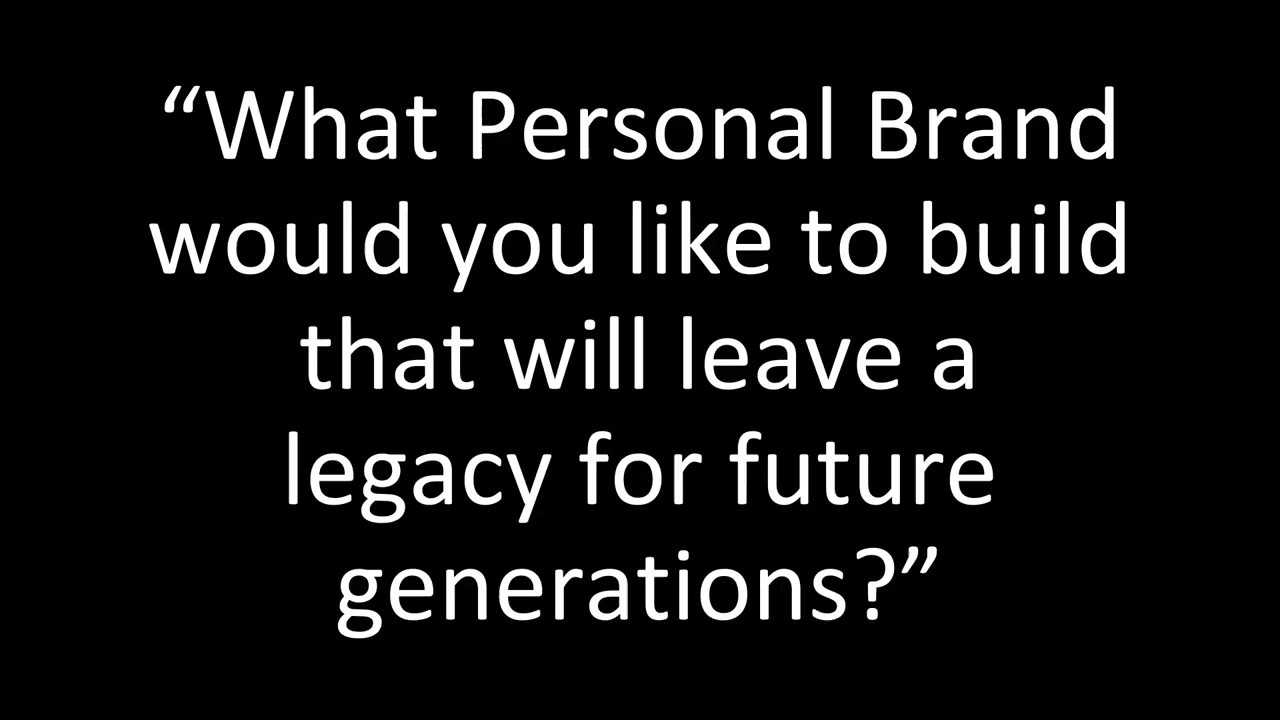 “What Personal Brand
would you like to build
that will leave a
legacy for future
generations?”